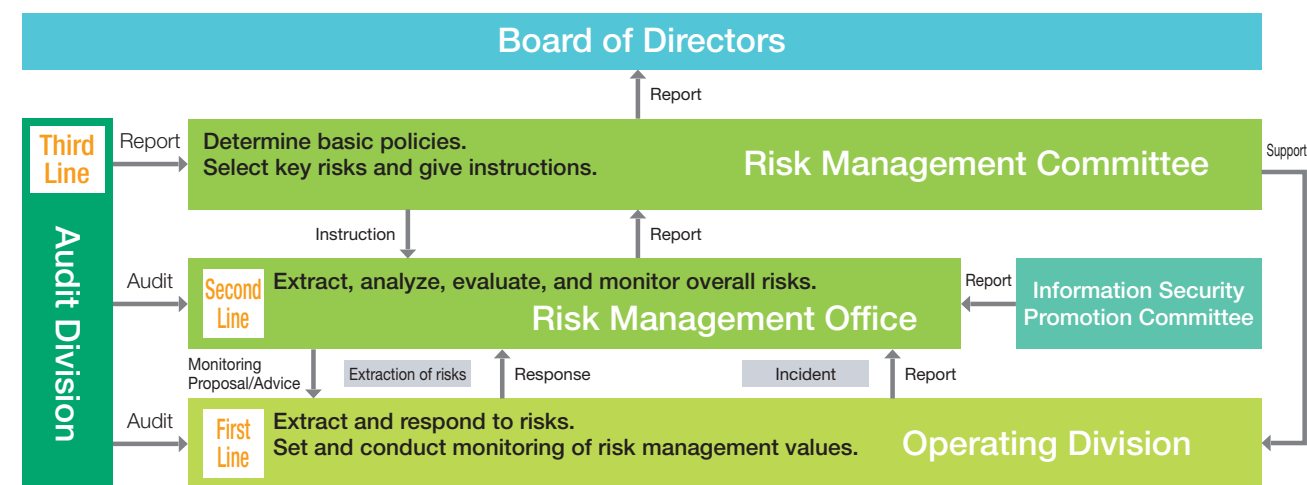 Board of Directors
Report
Third
Line
Audit Division
Report
Determine basic policies.
Select key risks and give instructions.
Risk Management Committee
Support
Instruction
Report
Audit
Second
Line
Extract, analyze, evaluate, and monitor overall risks.
Risk Management Office
Report
Information Security
Promotion Committee
Monitoring
Proposal/Advice
Extraction of risks
Response
Incident
Report
Audit
First
Line
Extract and respond to risks.
Set and conduct monitoring of risk management values.
Operating Division